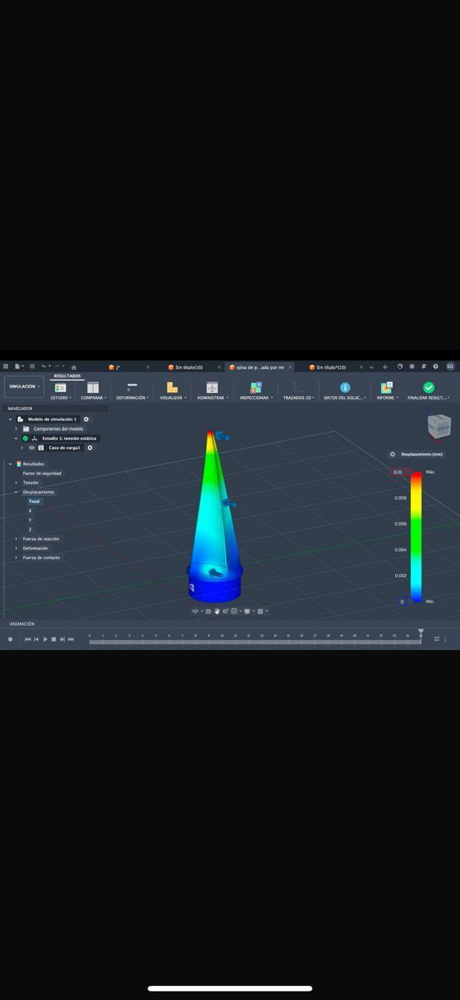 J*
Sin título(10)
ojiva de p...ada por mi
Sin título*(10)
SG
RESULTADOS
SIMULACIÓN
ESTUDIO
COMPARAR
DEFORMACIÓN
VISUALIZAR
ADMINISTRAR
INSPECCIONAR
TRAZADOS 2D
DATOS DEL SOLUC...
INFORME
FINALIZAR RESULT...
NAVEGADOR
Modelo de simulación 1
Componentes del modelo
Estudio 1: tensión estática
Caso de carga1
Resultados
Factor de seguridad
Tensión
Desplazamiento
Total
X
Y
Z
Fuerza de reacción
Deformación
Fuerza de contacto
Desplazamiento (mm)
0.01 Máx.
0.008
0.006
0.004
0.002
0 Mín.
ANIMACIÓN
0 1 2 3 4 5 6 7 8 9 10 11 12 13 14 15 16 17 18 19 20 21 22 23 24